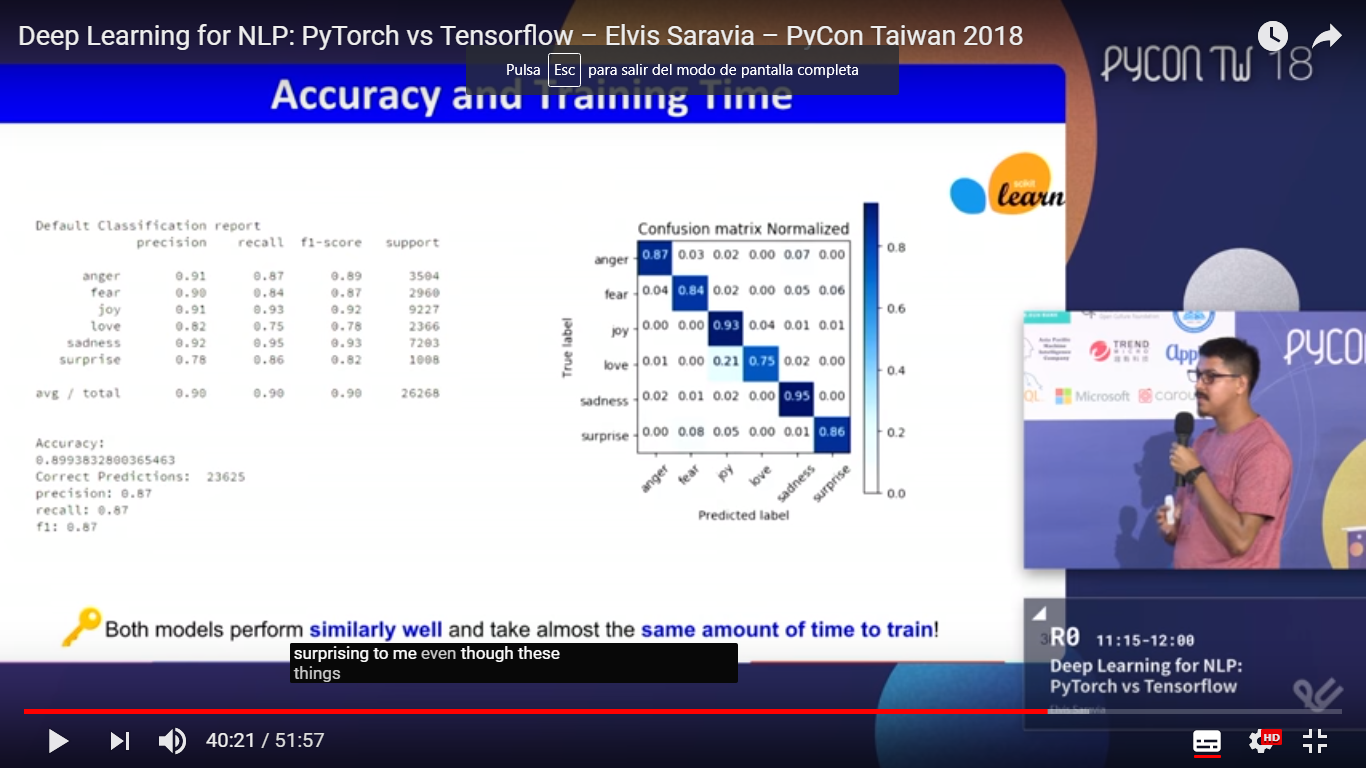 Deep Learning for NLP: PyTorch vs Tensorflow – Elvis Saravia – PyCon Taiwan 2018
Pulsa Esc para salir del modo de pantalla completa
PYCON TW 18
Accuracy and Training Time
scikit
learn
Default Classification report
precision recall f1-score support
anger 0.91 0.87 0.89 3504
fear 0.90 0.84 0.87 2960
joy 0.91 0.93 0.92 9227
love 0.82 0.75 0.78 2366
sadness 0.92 0.95 0.93 7203
surprise 0.78 0.86 0.82 1008
avg / total 0.90 0.90 0.90 26268
Accuracy:
0.8993832800365463
Correct Predictions: 23625
precision: 0.87
recall: 0.87
f1: 0.87
Confusion matrix Normalized
True label
anger 0.87 0.03 0.02 0.00 0.07 0.00
fear 0.04 0.84 0.02 0.00 0.05 0.06
joy 0.00 0.00 0.93 0.04 0.01 0.01
love 0.01 0.00 0.21 0.75 0.02 0.00
sadness 0.02 0.01 0.02 0.00 0.95 0.00
surprise 0.00 0.08 0.05 0.00 0.01 0.86
anger fear joy love sadness surprise
Predicted label
0.8
0.6
0.4
0.2
0.0
Asia Pacific
Machine
Intelligence
Company
TREND
MICRO
Appi
PYCO
QL
Microsoft
carou
Both models perform similarly well and take almost the same amount of time to train!
surprising to me even though these
things
R0 11:15-12:00
Deep Learning for NLP:
PyTorch vs Tensorflow
Elvis Saravia
40:21 / 51:57
HD